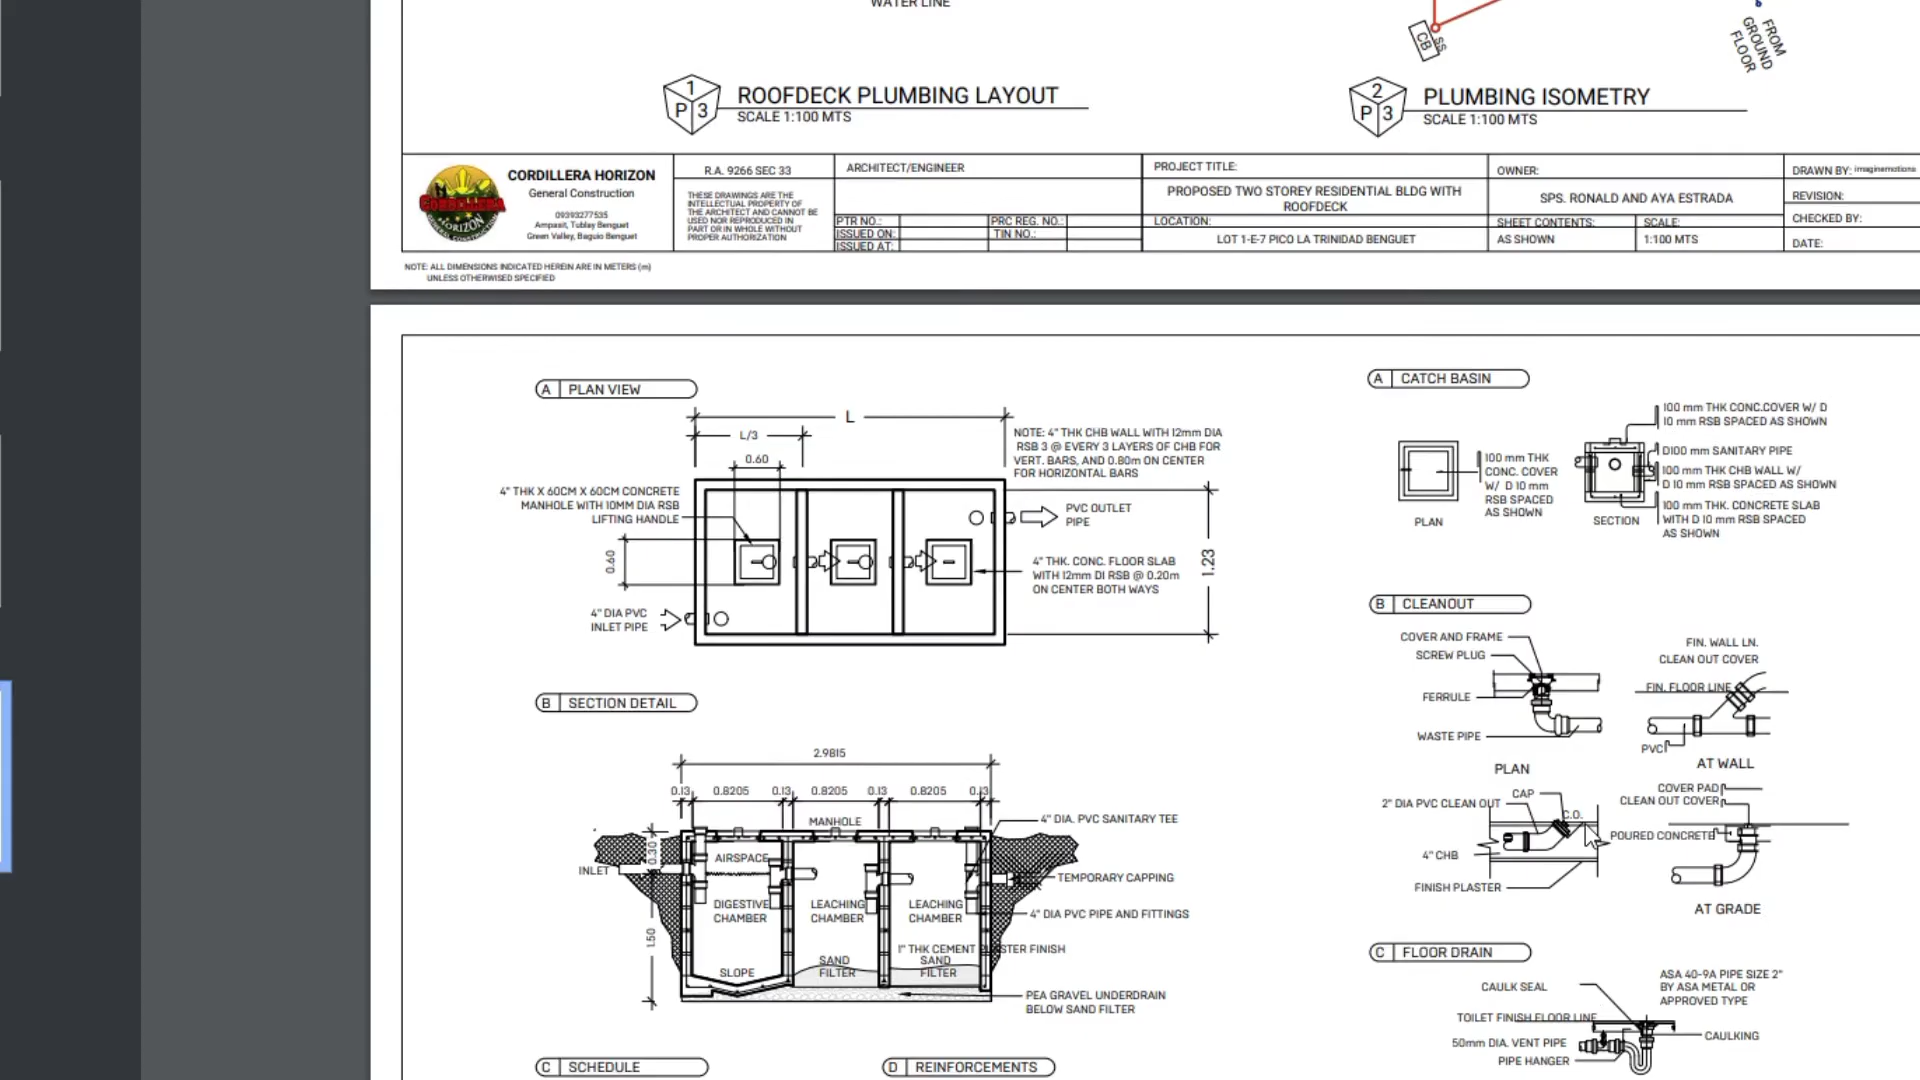 WATER LINE
CB
SS
FROM
GROUND
FLOOR
1
P 3
ROOFDECK PLUMBING LAYOUT
SCALE 1:100 MTS
2
P 3
PLUMBING ISOMETRY
SCALE 1:100 MTS
CORDILLERA
HORIZON
CORDILLERA HORIZON
General Construction
09393277535
Ampasit, Tublay Benguet
Green Valley, Baguio Benguet
R.A. 9266 SEC 33
THESE DRAWINGS ARE THE
INTELLECTUAL PROPERTY OF
THE ARCHITECT AND CANNOT BE
USED NOR REPRODUCED IN
PART OR IN WHOLE WITHOUT
PROPER AUTHORIZATION
ARCHITECT/ENGINEER
PTR NO.:
PRC REG. NO.:
ISSUED ON:
TIN NO.:
ISSUED AT:
PROJECT TITLE:
PROPOSED TWO STOREY RESIDENTIAL BLDG WITH
ROOFDECK
LOCATION:
LOT 1-E-7 PICO LA TRINIDAD BENGUET
OWNER:
SPS. RONALD AND AYA ESTRADA
SHEET CONTENTS:
AS SHOWN
SCALE:
1:100 MTS
DRAWN BY: imaginemotions
REVISION:
CHECKED BY:
DATE:
NOTE: ALL DIMENSIONS INDICATED HEREIN ARE IN METERS (m)
UNLESS OTHERWISED SPECIFIED
A PLAN VIEW
L
L/3
0.60
NOTE: 4" THK CHB WALL WITH 12mm DIA
RSB 3 @ EVERY 3 LAYERS OF CHB FOR
VERT. BARS, AND 0.80m ON CENTER
FOR HORIZONTAL BARS
4" THK X 60CM X 60CM CONCRETE
MANHOLE WITH 10MM DIA RSB
LIFTING HANDLE
PVC OUTLET
PIPE
0.60
1.23
4" THK. CONC. FLOOR SLAB
WITH 12mm DI RSB @ 0.20m
ON CENTER BOTH WAYS
4" DIA PVC
INLET PIPE
B SECTION DETAIL
2.9815
0.13 0.8205 0.13 0.8205 0.13 0.8205 0.13
MANHOLE
4" DIA. PVC SANITARY TEE
0.30
AIRSPACE
INLET
TEMPORARY CAPPING
DIGESTIVE
CHAMBER
LEACHING
CHAMBER
LEACHING
CHAMBER
4" DIA PVC PIPE AND FITTINGS
1.50
1" THK CEMENT PLASTER FINISH
SLOPE
SAND
FILTER
SAND
FILTER
PEA GRAVEL UNDERDRAIN
BELOW SAND FILTER
C SCHEDULE
D REINFORCEMENTS
A CATCH BASIN
100 mm THK
CONC. COVER
W/ D 10 mm
RSB SPACED
AS SHOWN
PLAN
100 mm THK CONC.COVER W/ D
10 mm RSB SPACED AS SHOWN
D100 mm SANITARY PIPE
100 mm THK CHB WALL W/
D 10 mm RSB SPACED AS SHOWN
100 mm THK. CONCRETE SLAB
WITH D 10 mm RSB SPACED
AS SHOWN
SECTION
B CLEANOUT
COVER AND FRAME
SCREW PLUG
FERRULE
WASTE PIPE
PLAN
FIN. WALL LN.
CLEAN OUT COVER
FIN. FLOOR LINE
PVC
AT WALL
CAP
2" DIA PVC CLEAN OUT
C.O.
4" CHB
FINISH PLASTER
COVER PAD
CLEAN OUT COVER
POURED CONCRETE
AT GRADE
C FLOOR DRAIN
ASA 40-9A PIPE SIZE 2"
BY ASA METAL OR
APPROVED TYPE
CAULK SEAL
TOILET FINISH FLOOR LINE
CAULKING
50mm DIA. VENT PIPE
PIPE HANGER